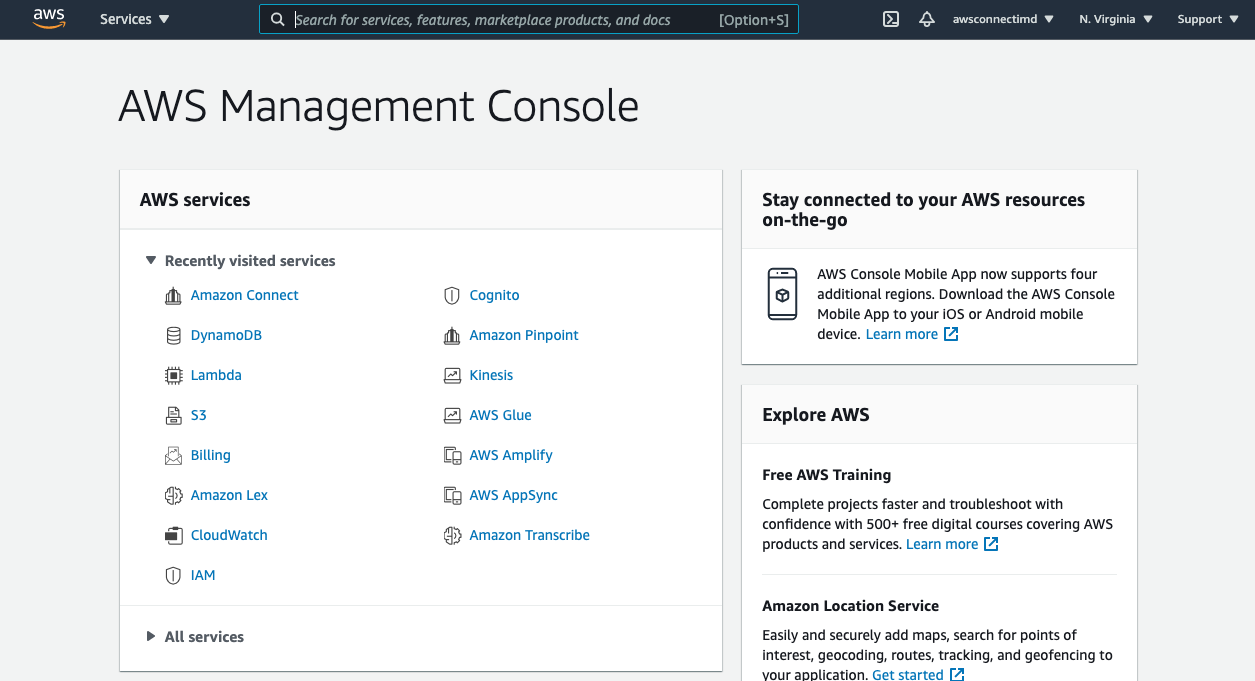 aws
Services
Search for services, features, marketplace products, and docs [Option+S]
awsconnectimd
N. Virginia
Support
AWS Management Console
AWS services
Recently visited services
Amazon Connect
DynamoDB
Lambda
S3
Billing
Amazon Lex
CloudWatch
IAM
Cognito
Amazon Pinpoint
Kinesis
AWS Glue
AWS Amplify
AWS AppSync
Amazon Transcribe
All services
Stay connected to your AWS resources
on-the-go
AWS Console Mobile App now supports four
additional regions. Download the AWS Console
Mobile App to your iOS or Android mobile
device. Learn more
Explore AWS
Free AWS Training
Complete projects faster and troubleshoot with
confidence with 500+ free digital courses covering AWS
products and services. Learn more
Amazon Location Service
Easily and securely add maps, search for points of
interest, geocoding, routes, tracking, and geofencing to
your application. Get started